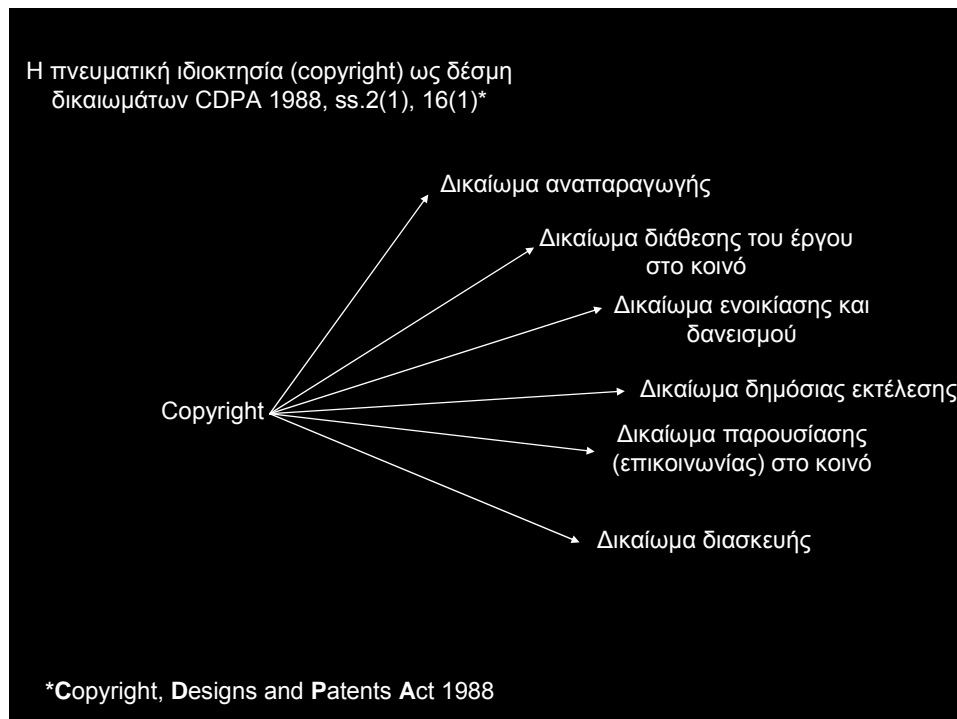 Η πνευματική ιδιοκτησία (copyright) ως δέσμη
δικαιωμάτων CDPA 1988, ss.2(1), 16(1)*
Δικαίωμα αναπαραγωγής
Δικαίωμα διάθεσης του έργου
στο κοινό
Δικαίωμα ενοικίασης και
δανεισμού
Δικαίωμα δημόσιας εκτέλεσης
Copyright
Δικαίωμα παρουσίασης
(επικοινωνίας) στο κοινό
Δικαίωμα διασκευής
*Copyright, Designs and Patents Act 1988